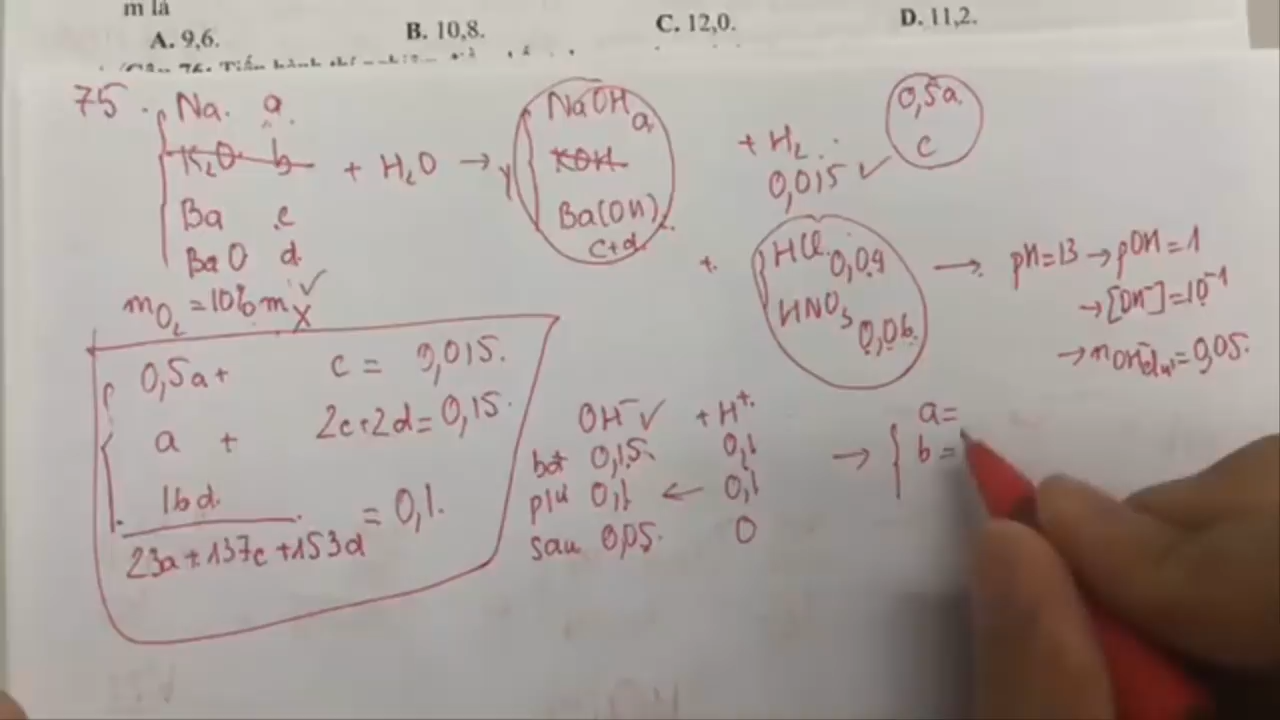 m là
A. 9,6. B. 10,8. C. 12,0. D. 11,2.
75.
Na a
K₂O b
Ba c
BaO d
+ H₂O →
Y
NaOH a
KOH
Ba(OH)₂ c+d
+ H₂
0,015 ✓
0,5a
c
+
HCl 0,04
HNO₃ 0,06
→ pH=13 → pOH=1
→ [OH⁻]=10⁻¹
→ nOH⁻dư=0,05.
mO₂ = 10% mX ✓
0,5a + c = 0,015.
a + 2c+2d = 0,15.
16d
23a+137c+153d
= 0,1.
OH⁻ ✓ + H⁺
bđ 0,15 0,1
pứ 0,1 ← 0,1
sau 0,05 0
→
a=
b=